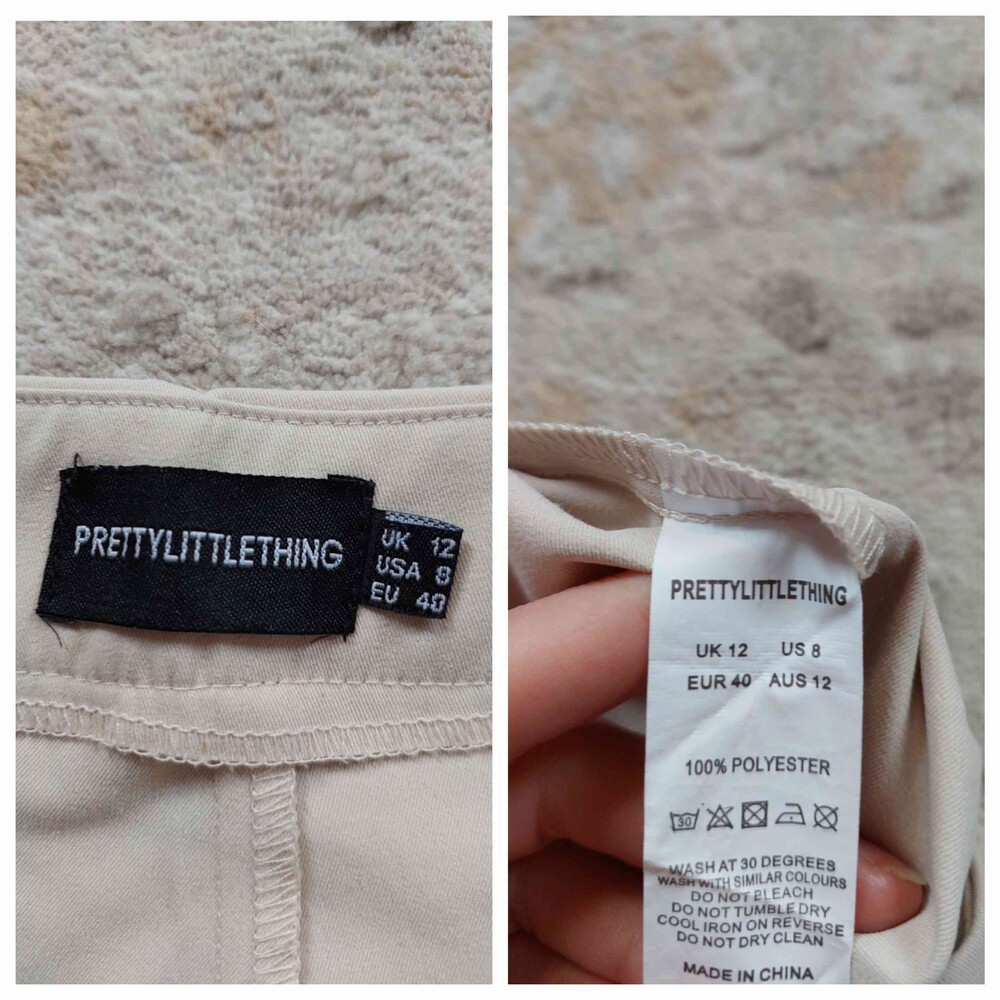 PRETTYLITTLETHING
UK 12
USA 8
EU 40
PRETTYLITTLETHING
UK 12 US 8
EUR 40 AUS 12
100% POLYESTER
30
WASH AT 30 DEGREES
WASH WITH SIMILAR COLOURS
DO NOT BLEACH
DO NOT TUMBLE DRY
COOL IRON ON REVERSE
DO NOT DRY CLEAN
MADE IN CHINA